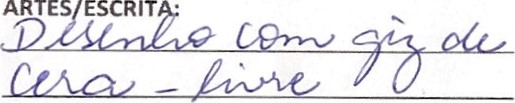 ARTES/ESCRITA:
Desenho com giz de
cera - livre